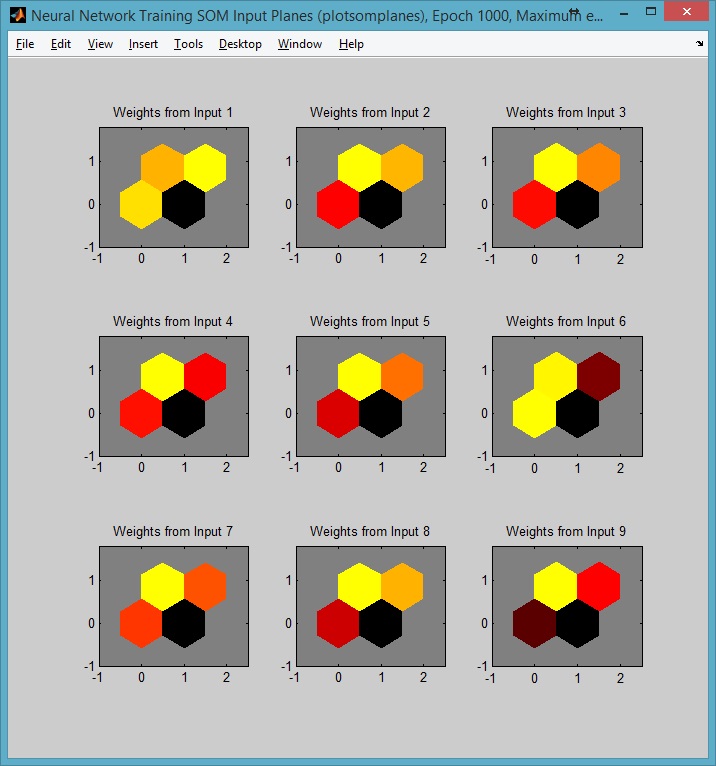 Neural Network Training SOM Input Planes (plotsomplanes), Epoch 1000, Maximum e...
File Edit View Insert Tools Desktop Window Help
Weights from Input 1 Weights from Input 2 Weights from Input 3
1 1 1
0 0 0
-1 -1 -1
-1 0 1 2 -1 0 1 2 -1 0 1 2
Weights from Input 4 Weights from Input 5 Weights from Input 6
1 1 1
0 0 0
-1 -1 -1
-1 0 1 2 -1 0 1 2 -1 0 1 2
Weights from Input 7 Weights from Input 8 Weights from Input 9
1 1 1
0 0 0
-1 -1 -1
-1 0 1 2 -1 0 1 2 -1 0 1 2